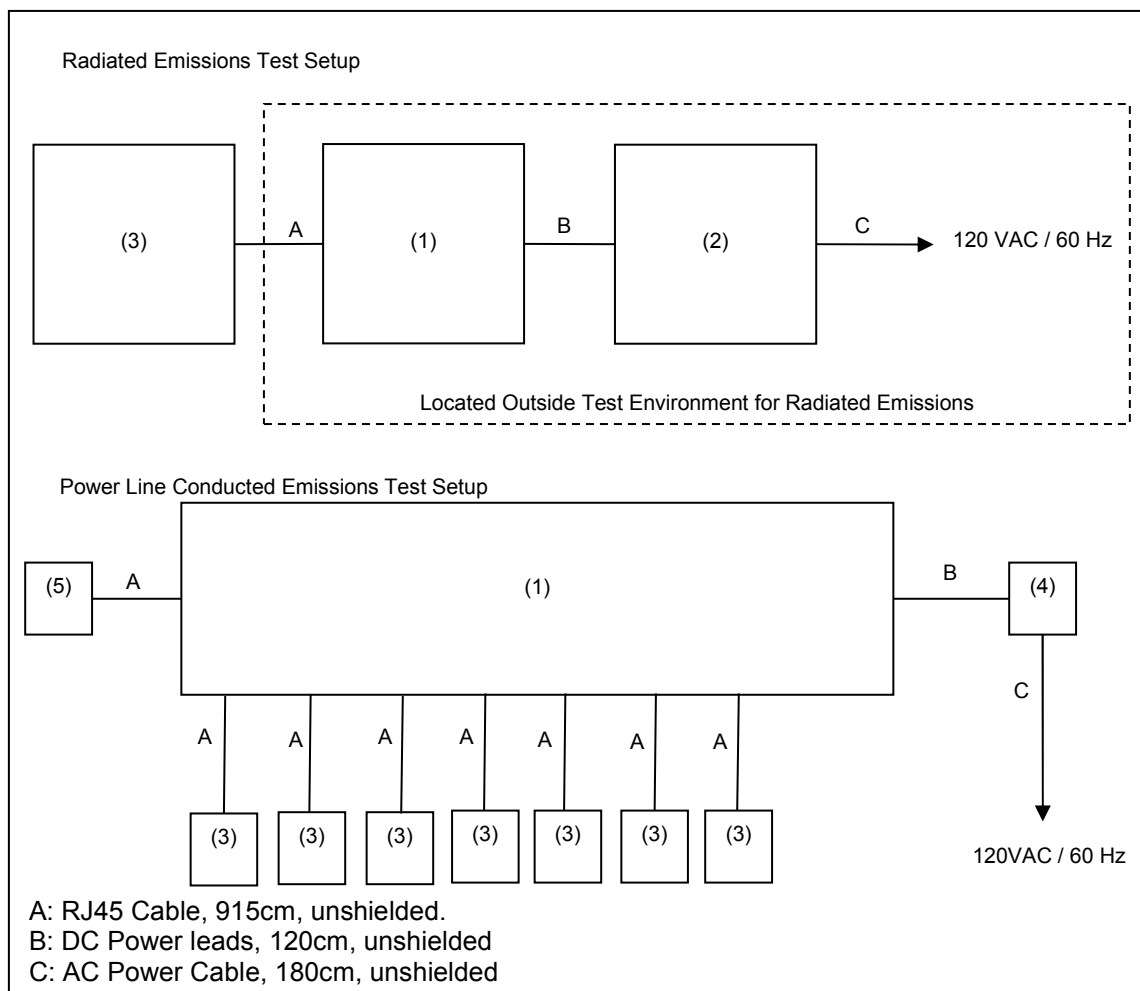 Radiated Emissions Test Setup
(3)
A
(1)
B
(2)
C
120 VAC / 60 Hz
Located Outside Test Environment for Radiated Emissions
Power Line Conducted Emissions Test Setup
(5)
A
(1)
B
(4)
C
A
A
A
A
A
A
A
(3)
(3)
(3)
(3)
(3)
(3)
(3)
120VAC / 60 Hz
A: RJ45 Cable, 915cm, unshielded.
B: DC Power leads, 120cm, unshielded
C: AC Power Cable, 180cm, unshielded